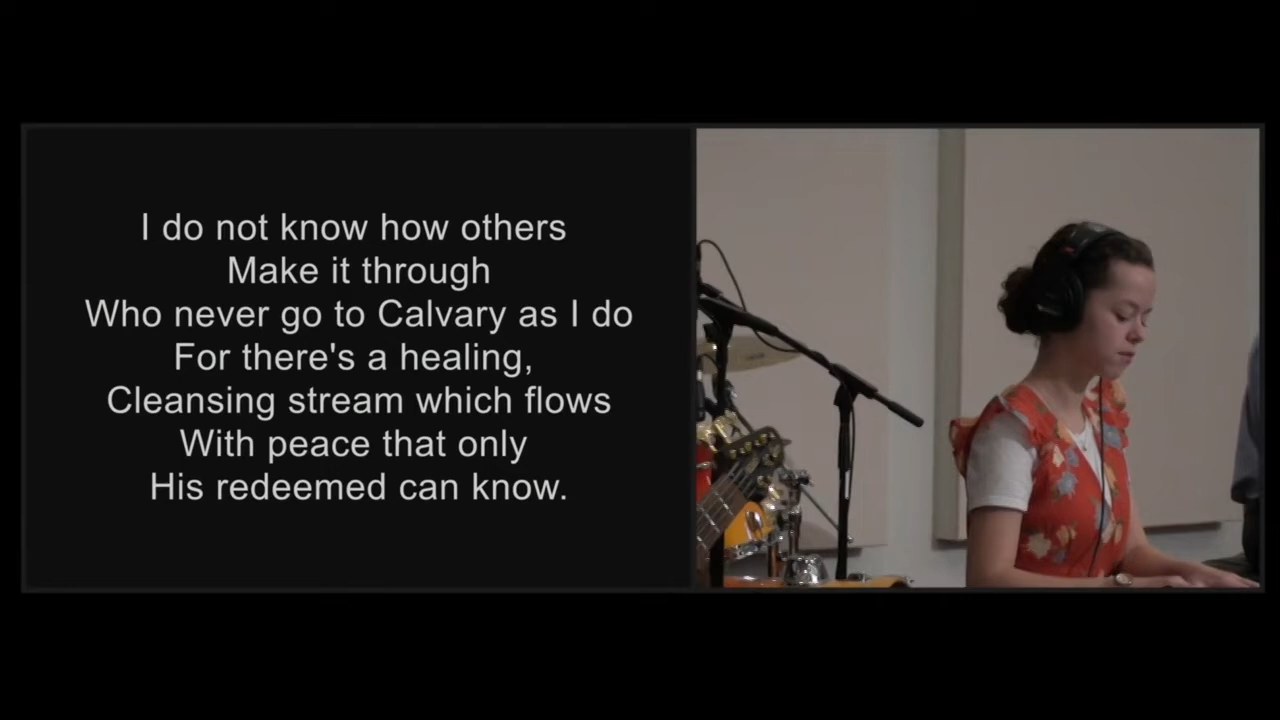 I do not know how others
Make it through
Who never go to Calvary as I do
For there's a healing,
Cleansing stream which flows
With peace that only
His redeemed can know.